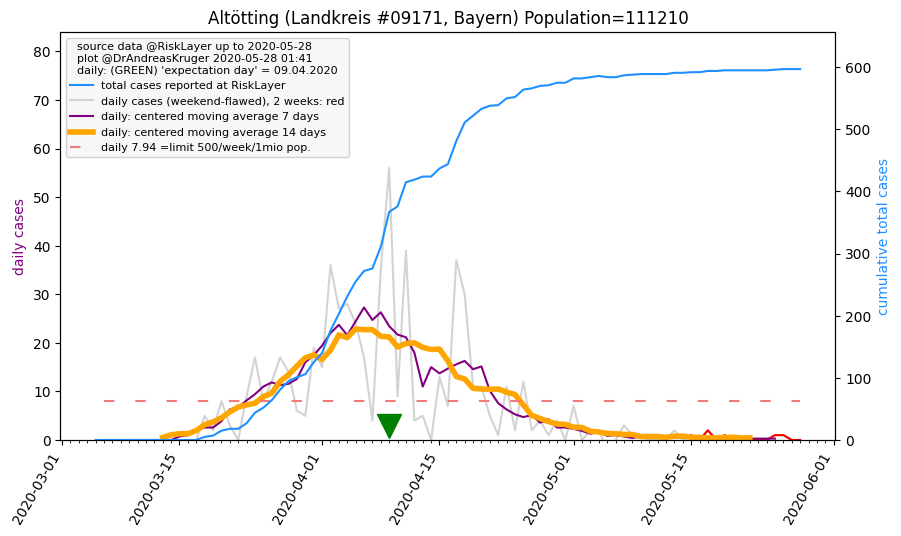 Altötting (Landkreis #09171, Bayern) Population=111210
source data @RiskLayer up to 2020-05-28
plot @DrAndreasKruger 2020-05-28 01:41
daily: (GREEN) 'expectation day' = 09.04.2020
total cases reported at RiskLayer
daily cases (weekend-flawed), 2 weeks: red
daily: centered moving average 7 days
daily: centered moving average 14 days
daily 7.94 =limit 500/week/1mio pop.
daily cases
80
70
60
50
40
30
20
10
0
cumulative total cases
600
500
400
300
200
100
0
2020-03-01
2020-03-15
2020-04-01
2020-04-15
2020-05-01
2020-05-15
2020-06-01